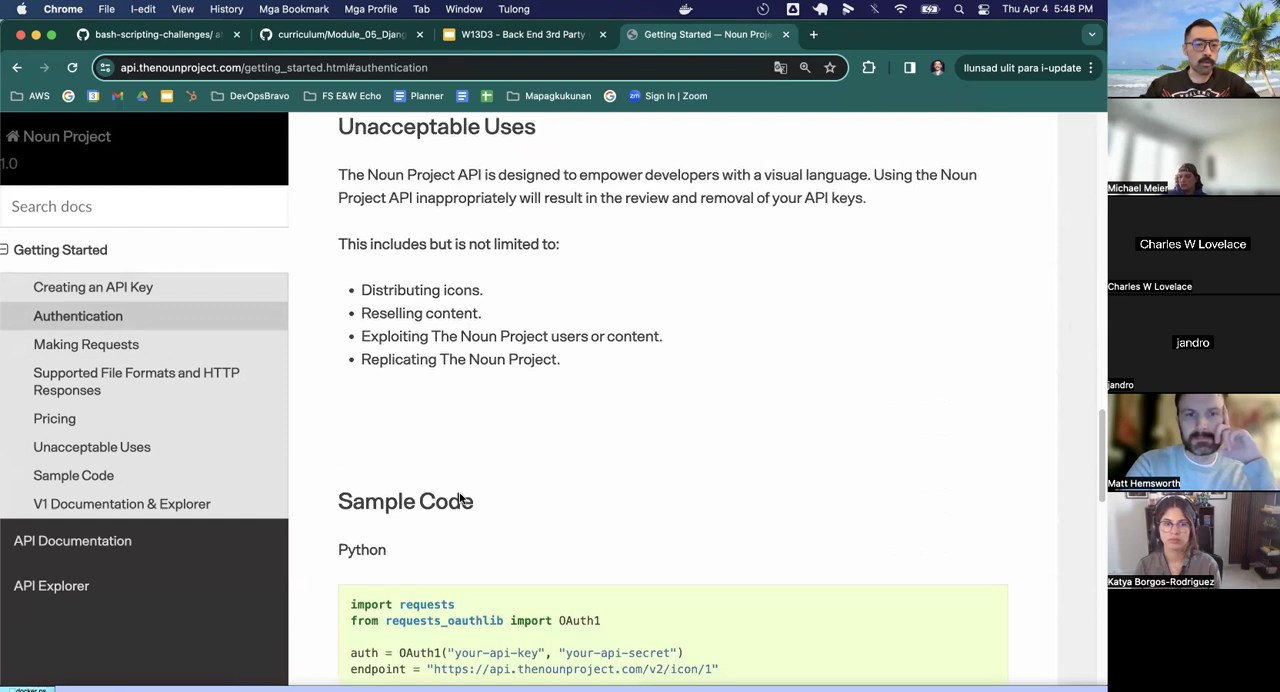 Chrome File I-edit View History Mga Bookmark Mga Profile Tab Window Tulong Thu Apr 4 5:48 PM
bash-scripting-challenges/ at curriculum/Module_05_Djang W13D3 - Back End 3rd Party Getting Started — Noun Proje
api.thenounproject.com/getting_started.html#authentication Ilunsad ulit para i-update
AWS DevOpsBravo FS E&W Echo Planner Mapagkukunan Sign In | Zoom
Noun Project
1.0
Search docs
Getting Started
Creating an API Key
Authentication
Making Requests
Supported File Formats and HTTP
Responses
Pricing
Unacceptable Uses
Sample Code
V1 Documentation & Explorer
API Documentation
API Explorer
Unacceptable Uses
The Noun Project API is designed to empower developers with a visual language. Using the Noun
Project API inappropriately will result in the review and removal of your API keys.
This includes but is not limited to:
• Distributing icons.
• Reselling content.
• Exploiting The Noun Project users or content.
• Replicating The Noun Project.
Sample Code
Python
import requests
from requests_oauthlib import OAuth1
auth = OAuth1("your-api-key", "your-api-secret")
endpoint = "https://api.thenounproject.com/v2/icon/1"
docker ps
Michael Meier
Charles W Lovelace
Charles W Lovelace
jandro
jandro
Matt Hemsworth
Katya Borgos-Rodriguez